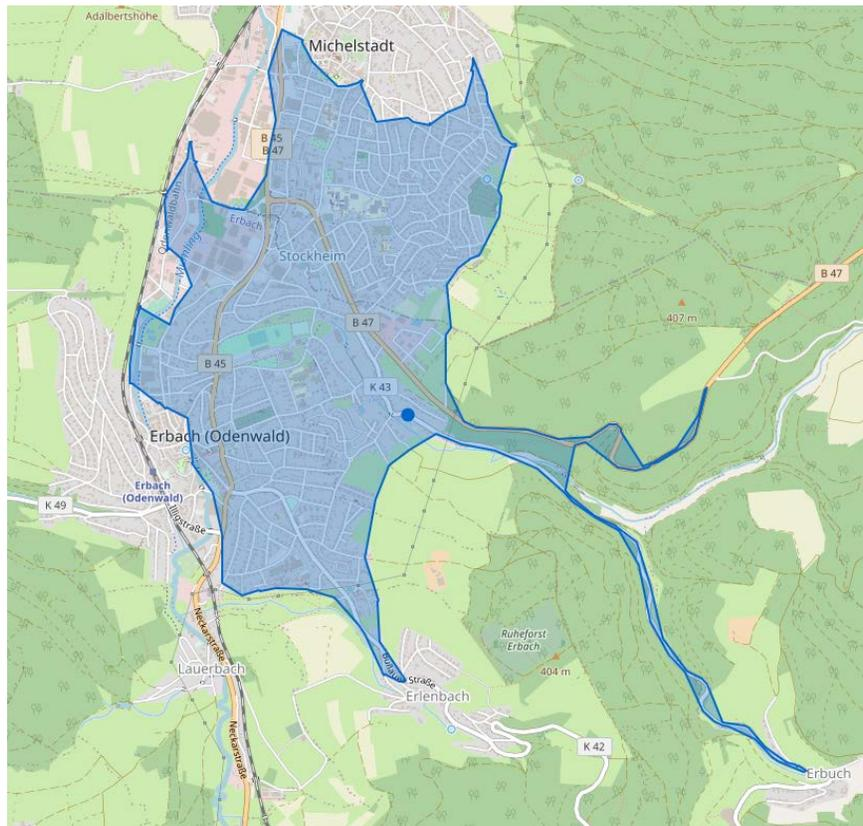 Adalbertshöhe
Michelstadt
B 45
B 47
Odenwaldbahn
Mümling
Erbach
Stockheim
B 47
407 m
B 47
B 45
K 43
Erbach (Odenwald)
Erbach
(Odenwald)
K 49
Illigstraße
Ruheforst
Erbach
404 m
Neckarstraße
Lauerbach
Straße
Erlenbach
Neckarstraße
K 42
Erbuch